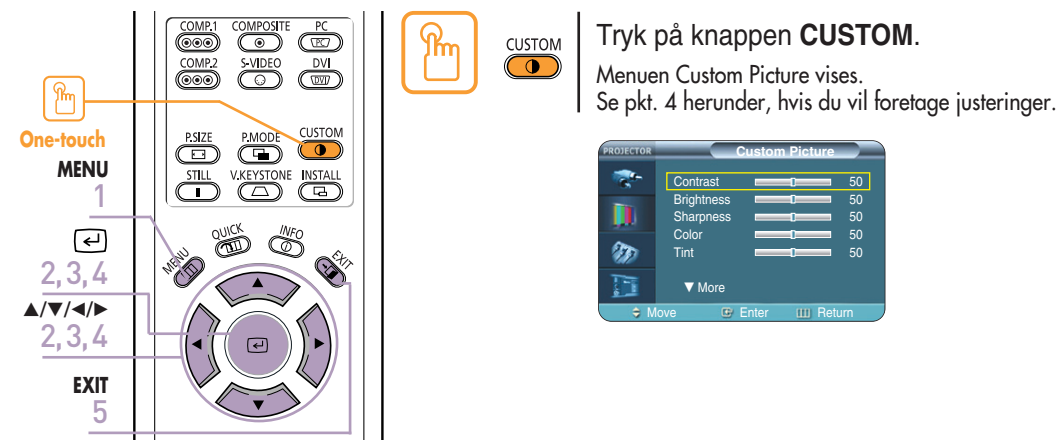 COMP.1 COMPOSITE PC
PC
COMP.2 S-VIDEO DVI
DVI
P.SIZE P.MODE CUSTOM
STILL V.KEYSTONE INSTALL
MENU QUICK INFO EXIT
One-touch
MENU
1
2,3,4
▲/▼/◄/►
2,3,4
EXIT
5
CUSTOM
Tryk på knappen CUSTOM.
Menuen Custom Picture vises.
Se pkt. 4 herunder, hvis du vil foretage justeringer.
PROJECTOR Custom Picture
Contrast 50
Brightness 50
Sharpness 50
Color 50
Tint 50
▼ More
Move Enter Return